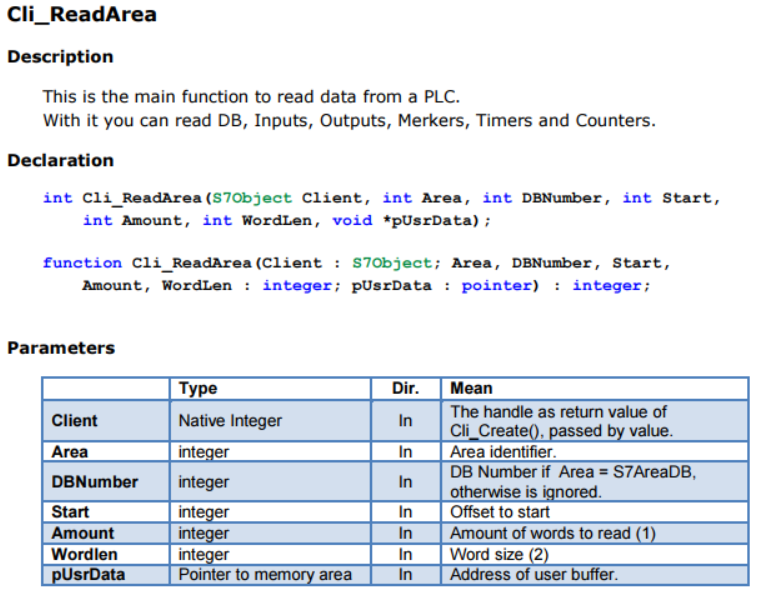 Cli_ReadArea
Description
This is the main function to read data from a PLC.
With it you can read DB, Inputs, Outputs, Merkers, Timers and Counters.
Declaration
int Cli_ReadArea(S7Object Client, int Area, int DBNumber, int Start,
int Amount, int WordLen, void *pUsrData);
function Cli_ReadArea(Client : S7Object; Area, DBNumber, Start,
Amount, WordLen : integer; pUsrData : pointer) : integer;
Parameters
Type Dir. Mean
Client Native Integer In The handle as return value of
Cli_Create(), passed by value.
Area integer In Area identifier.
DBNumber integer In DB Number if Area = S7AreaDB,
otherwise is ignored.
Start integer In Offset to start
Amount integer In Amount of words to read (1)
Wordlen integer In Word size (2)
pUsrData Pointer to memory area In Address of user buffer.